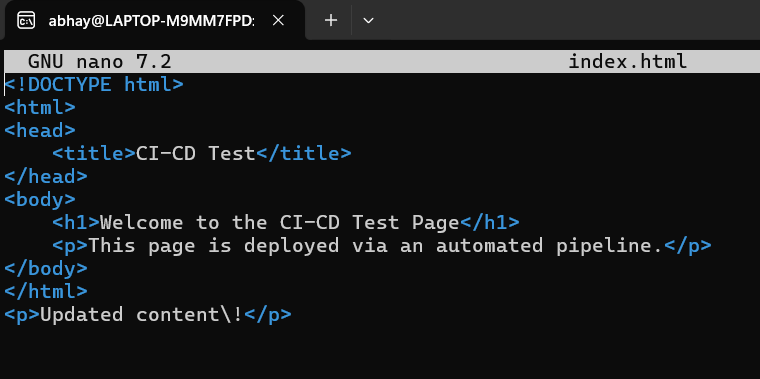 abhay@LAPTOP-M9MM7FPD:
GNU nano 7.2 index.html
<!DOCTYPE html>
<html>
<head>
    <title>CI-CD Test</title>
</head>
<body>
    <h1>Welcome to the CI-CD Test Page</h1>
    <p>This page is deployed via an automated pipeline.</p>
</body>
</html>
<p>Updated content\!</p>